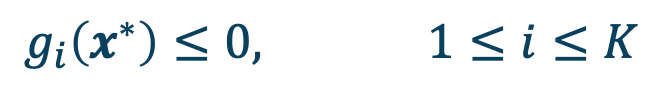 gᵢ(𝒙*) ≤ 0, 1 ≤ i ≤ K